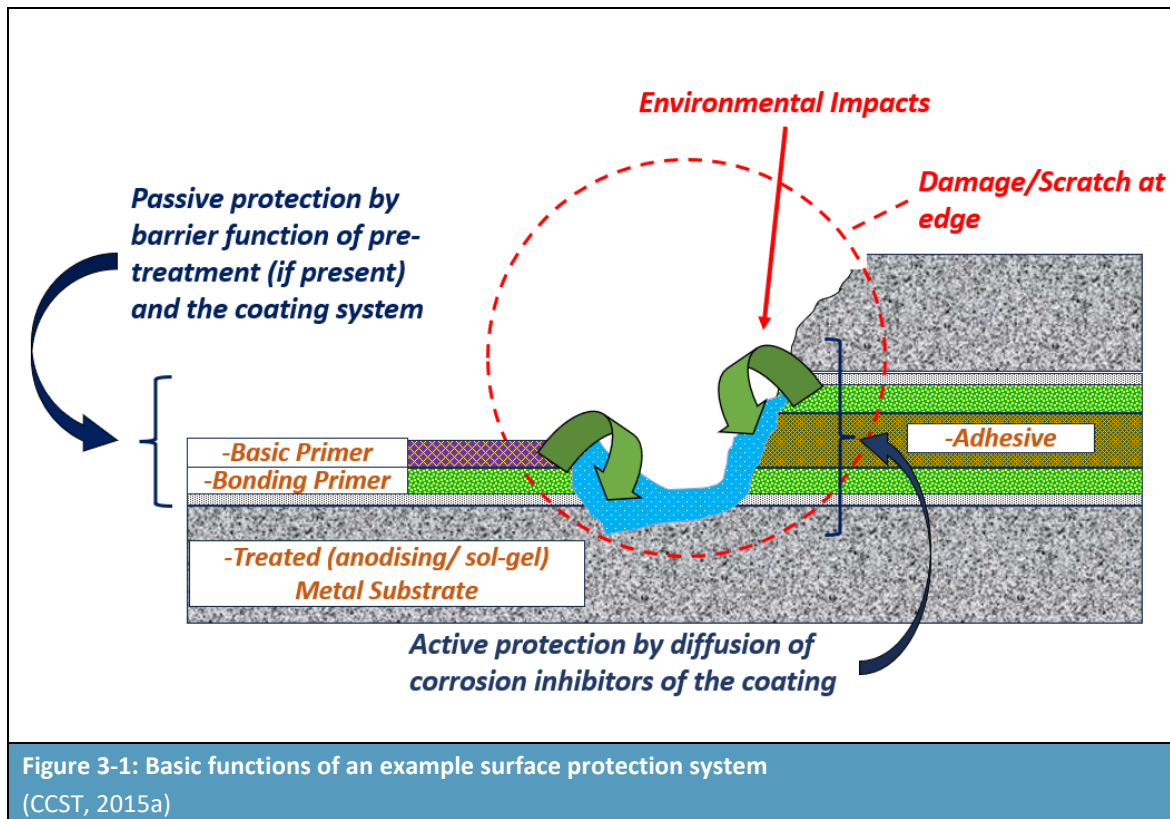 Environmental Impacts
Damage/Scratch at
edge
Passive protection by
barrier function of pre-
treatment (if present)
and the coating system
-Basic Primer
-Bonding Primer
-Adhesive
-Treated (anodising/ sol-gel)
Metal Substrate
Active protection by diffusion of
corrosion inhibitors of the coating
Figure 3-1: Basic functions of an example surface protection system
(CCST, 2015a)